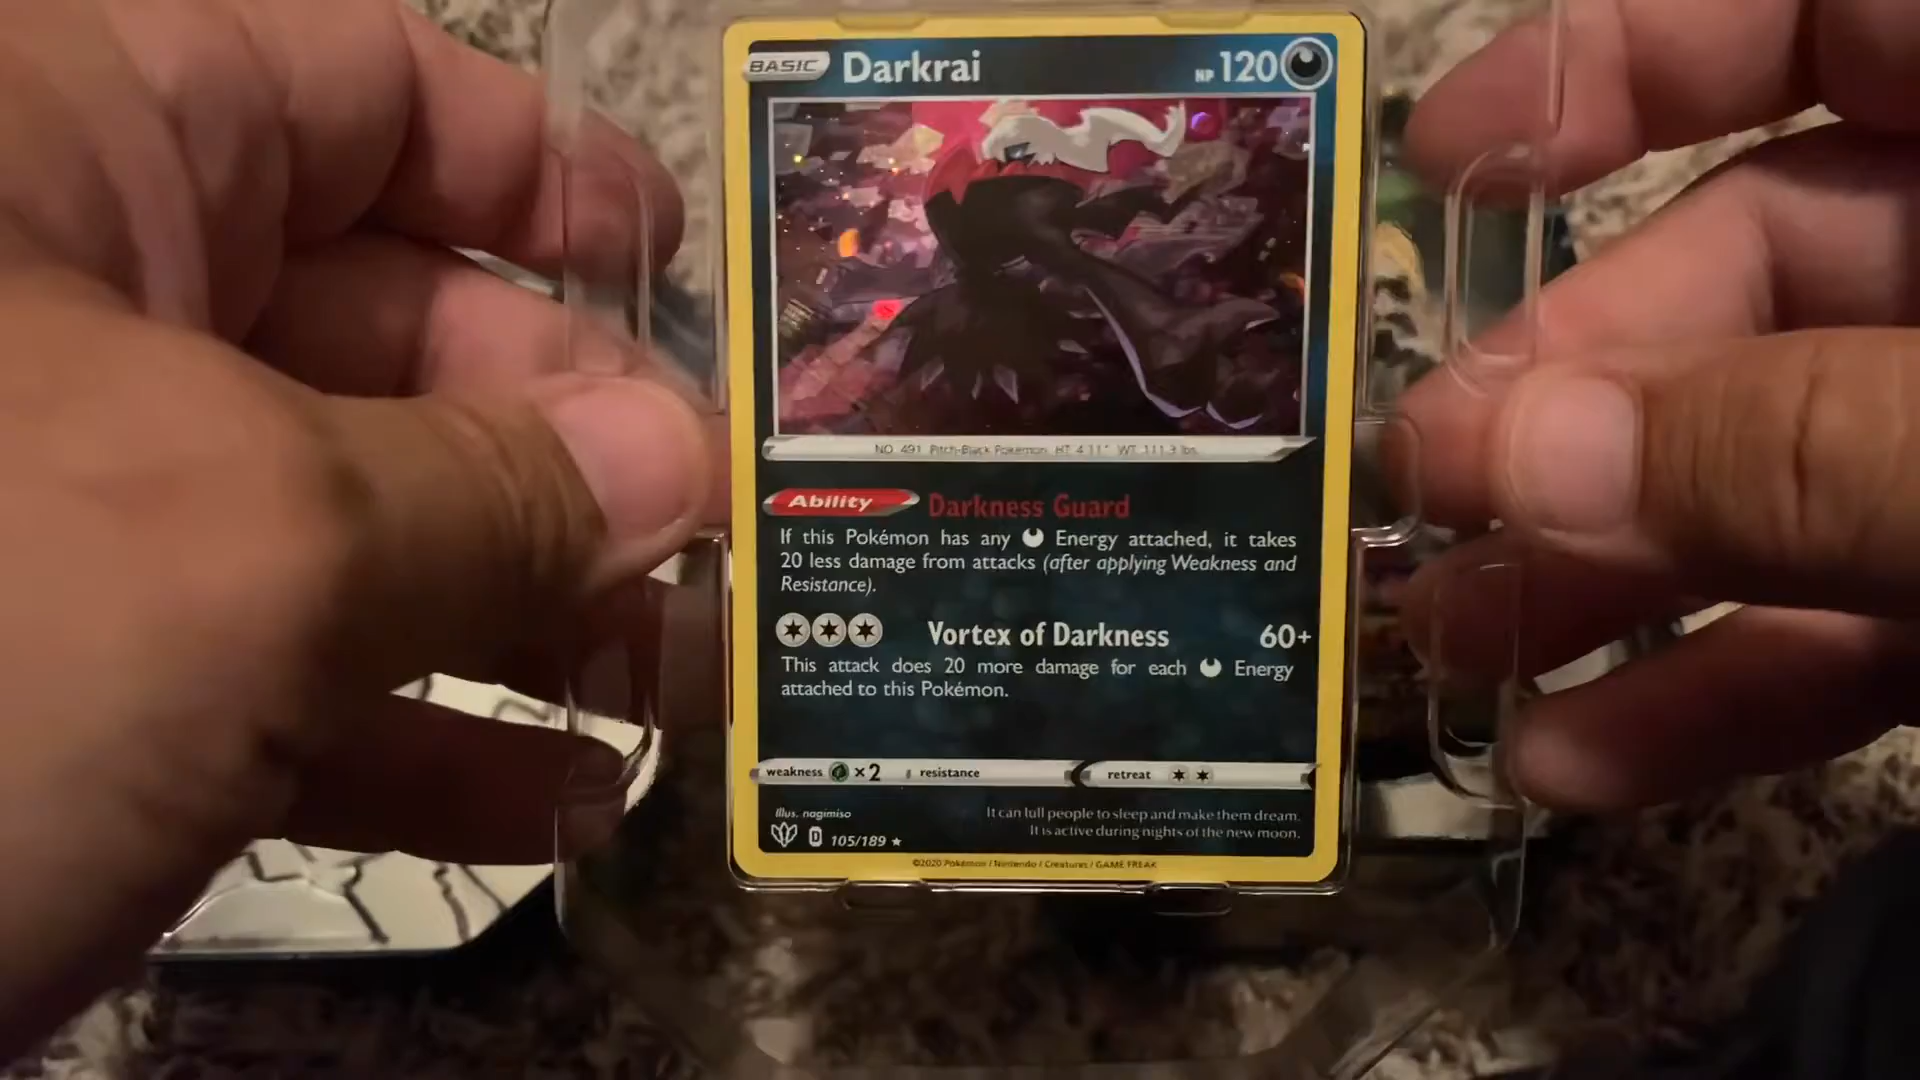 BASIC Darkrai HP 120
NO. 491 Pitch-Black Pokémon HT 4'11" WT 111.3 lbs.
Ability Darkness Guard
If this Pokémon has any Energy attached, it takes
20 less damage from attacks (after applying Weakness and
Resistance).
Vortex of Darkness 60+
This attack does 20 more damage for each Energy
attached to this Pokémon.
weakness ×2 resistance retreat
Illus. nagimiso
It can lull people to sleep and make them dream.
It is active during nights of the new moon.
D 105/189 ★
©2020 Pokémon / Nintendo / Creatures / GAME FREAK